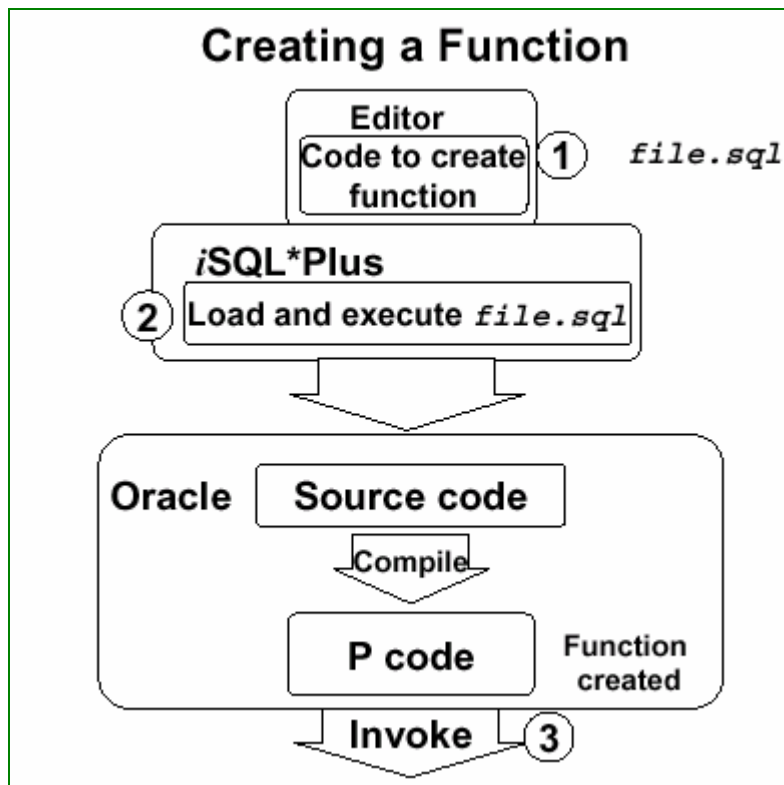 Creating a Function
Editor
Code to create
function
1
file.sql
iSQL*Plus
2
Load and execute file.sql
Oracle
Source code
Compile
P code
Function
created
Invoke
3